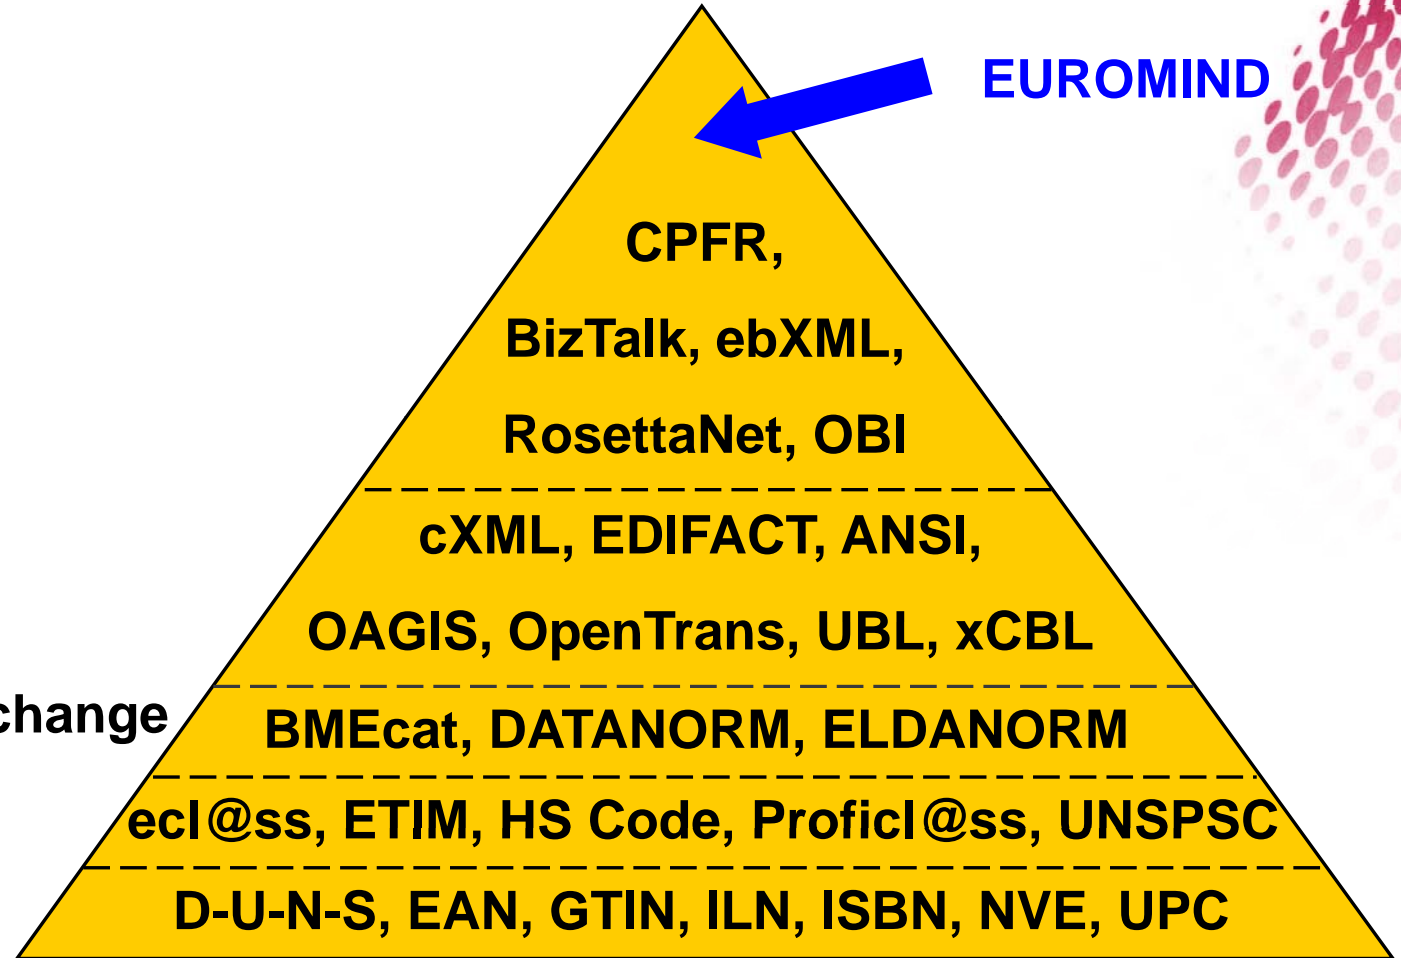 EUROMIND
CPFR,
BizTalk, ebXML,
RosettaNet, OBI
cXML, EDIFACT, ANSI,
OAGIS, OpenTrans, UBL, xCBL
change
BMEcat, DATANORM, ELDANORM
ecl@ss, ETIM, HS Code, Proficl@ss, UNSPSC
D-U-N-S, EAN, GTIN, ILN, ISBN, NVE, UPC